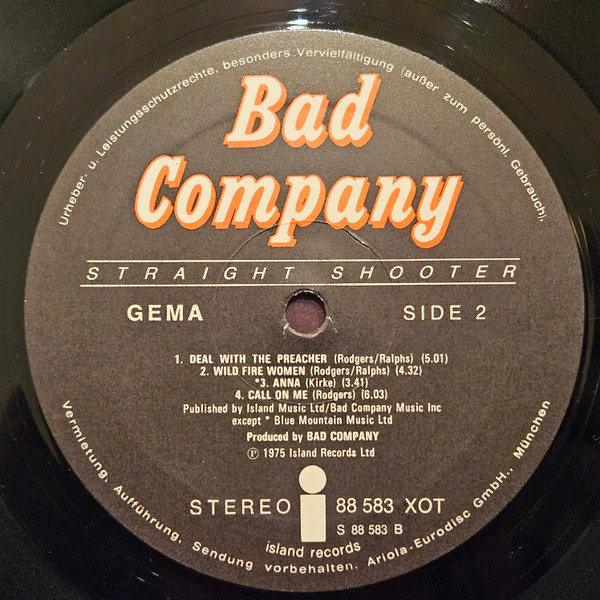 Urheber- u. Leistungsschutzrechte, besonders Vervielfältigung (außer zum persönl. Gebrauch),
Bad
Company
STRAIGHT SHOOTER
GEMA
SIDE 2
1. DEAL WITH THE PREACHER (Rodgers/Ralphs) (5.01)
2. WILD FIRE WOMEN (Rodgers/Ralphs) (4.32)
*3. ANNA (Kirke) (3.41)
4. CALL ON ME (Rodgers) (6.03)
Published by Island Music Ltd/Bad Company Music Inc
except * Blue Mountain Music Ltd
Produced by BAD COMPANY
℗ 1975 Island Records Ltd
STEREO
88 583 XOT
S 88 583 B
island records
Vermietung, Aufführung, Sendung vorbehalten. Ariola-Eurodisc GmbH., München